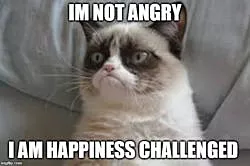 IM NOT ANGRY
I AM HAPPINESS CHALLENGED
imgflip.com